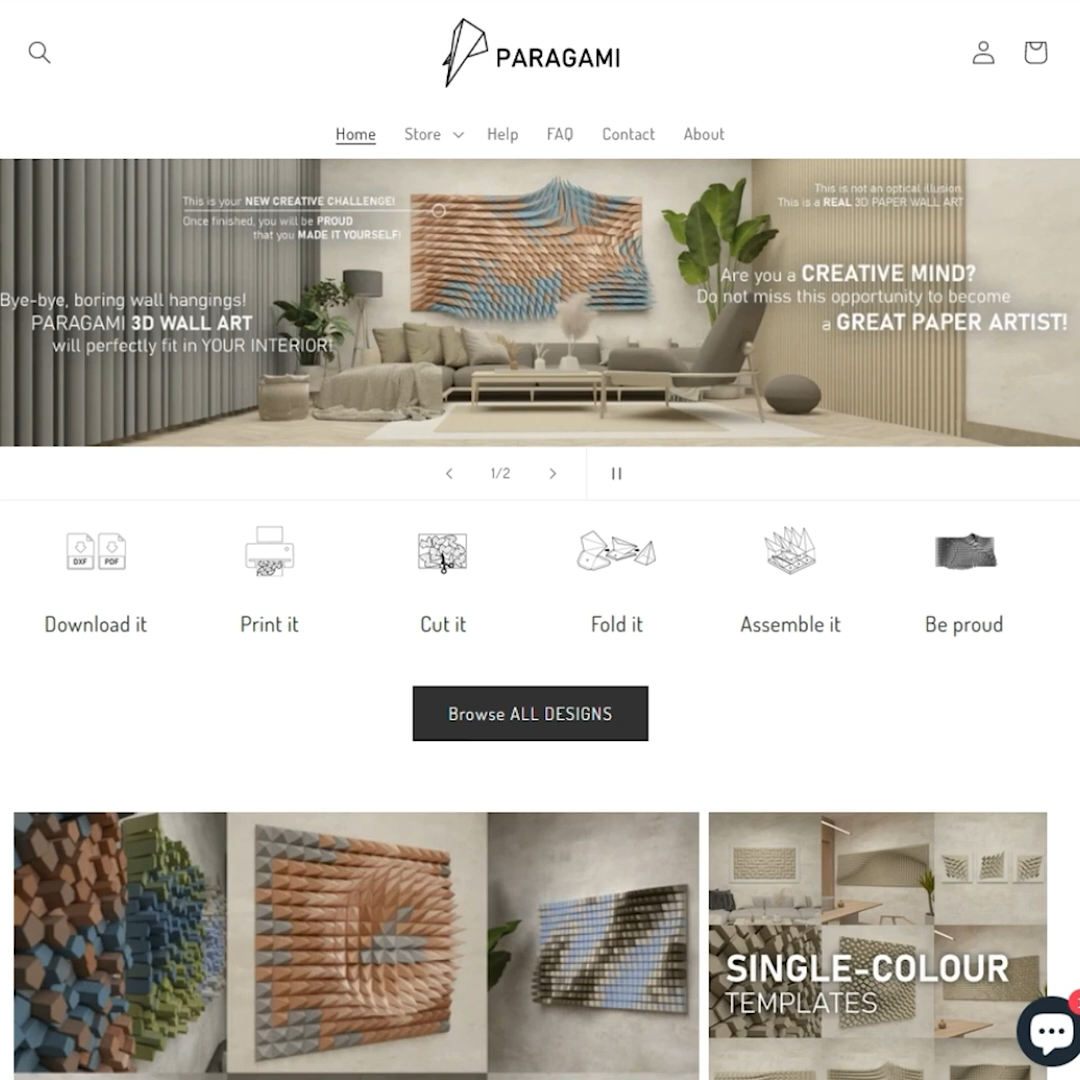 PARAGAMI
Home Store Help FAQ Contact About
This is your NEW CREATIVE CHALLENGE!
Once finished, you will be PROUD
that you MADE IT YOURSELF!
Bye-bye, boring wall hangings!
PARAGAMI 3D WALL ART
will perfectly fit in YOUR INTERIOR!
This is not an optical illusion.
This is a REAL 3D PAPER WALL ART
Are you a CREATIVE MIND?
Do not miss this opportunity to become
a GREAT PAPER ARTIST!
1/2
DXF PDF
Download it Print it Cut it Fold it Assemble it Be proud
Browse ALL DESIGNS
SINGLE-COLOUR
TEMPLATES